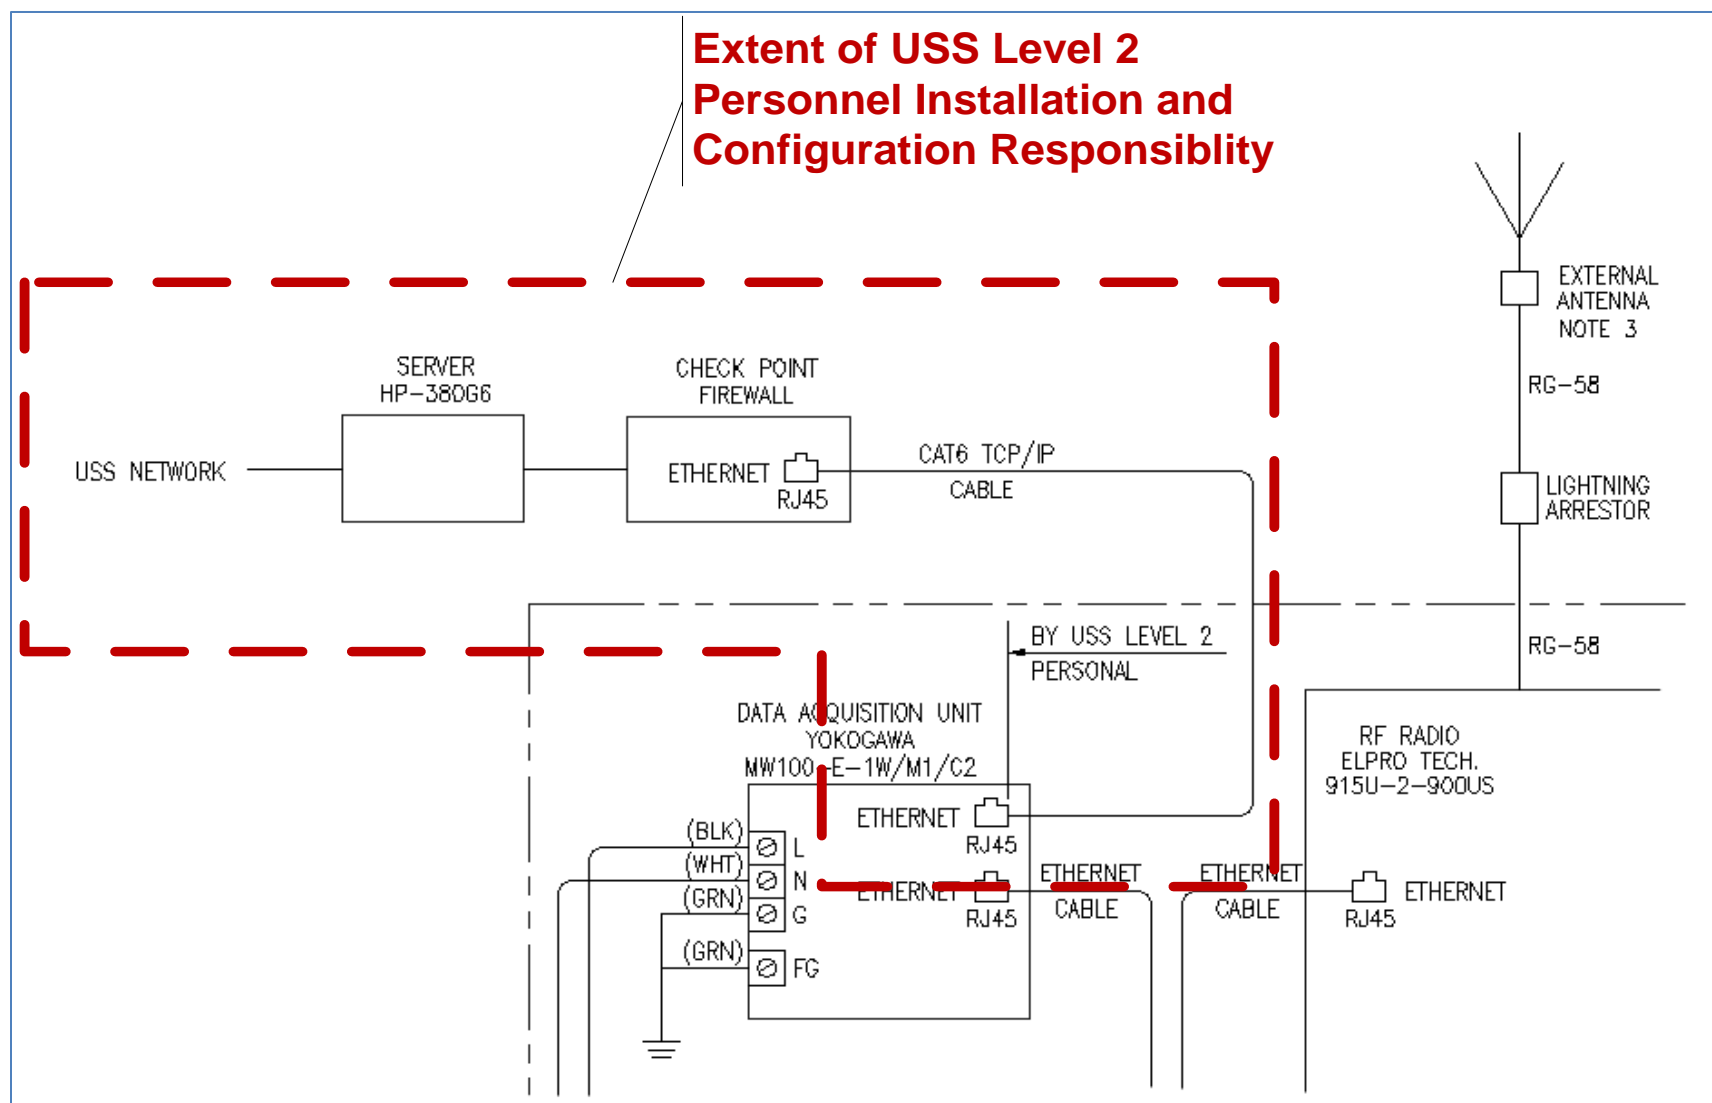 Extent of USS Level 2
Personnel Installation and
Configuration Responsiblity
EXTERNAL
ANTENNA
NOTE 3
RG-58
LIGHTNING
ARRESTOR
RG-58
SERVER
HP-380G6
CHECK POINT
FIREWALL
USS NETWORK
ETHERNET
RJ45
CAT6 TCP/IP
CABLE
BY USS LEVEL 2
PERSONAL
DATA ACQUISITION UNIT
YOKOGAWA
MW100-E-1W/M1/C2
RF RADIO
ELPRO TECH.
915U-2-900US
ETHERNET
RJ45
(BLK)
L
(WHT)
N
(GRN)
G
(GRN)
FG
ETHERNET
RJ45
ETHERNET
CABLE
ETHERNET
CABLE
RJ45
ETHERNET